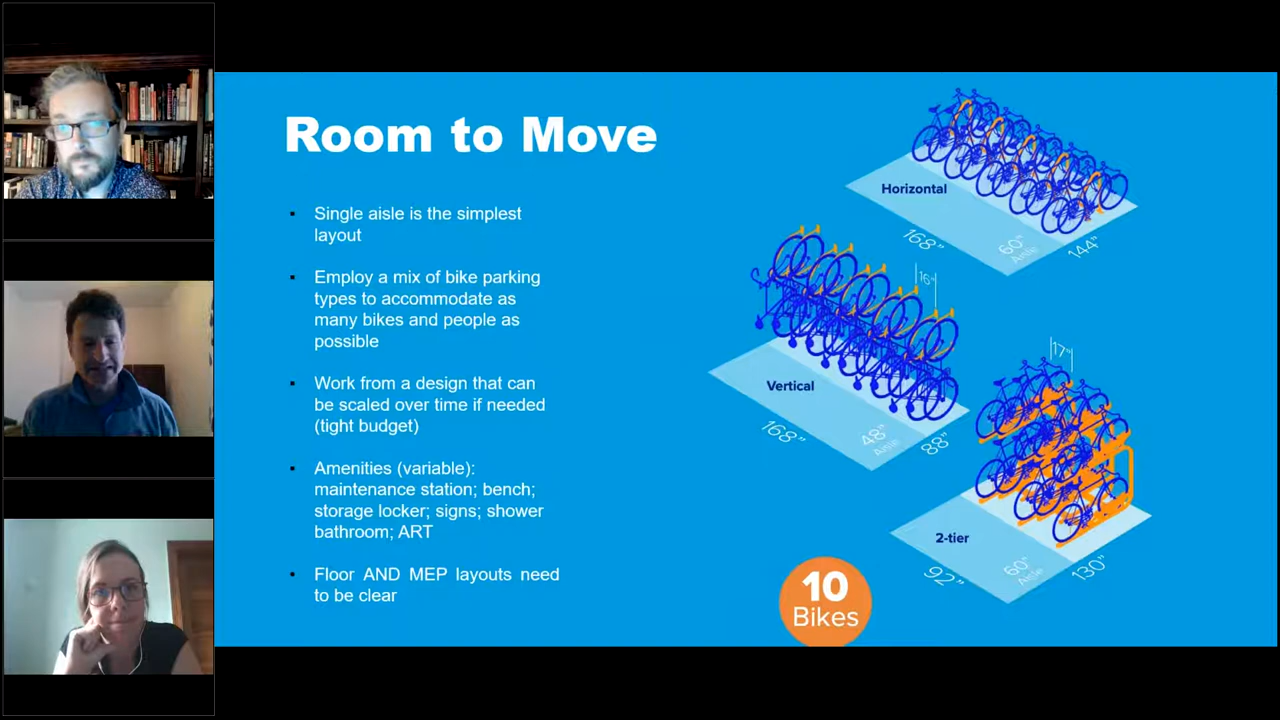 Room to Move
▪ Single aisle is the simplest
layout
▪ Employ a mix of bike parking
types to accommodate as
many bikes and people as
possible
▪ Work from a design that can
be scaled over time if needed
(tight budget)
▪ Amenities (variable):
maintenance station; bench;
storage locker; signs; shower
bathroom; ART
▪ Floor AND MEP layouts need
to be clear
Horizontal
168"
60"
Aisle
144"
16"
Vertical
168"
48"
Aisle
88"
17"
2-tier
92"
60"
Aisle
130"
10
Bikes